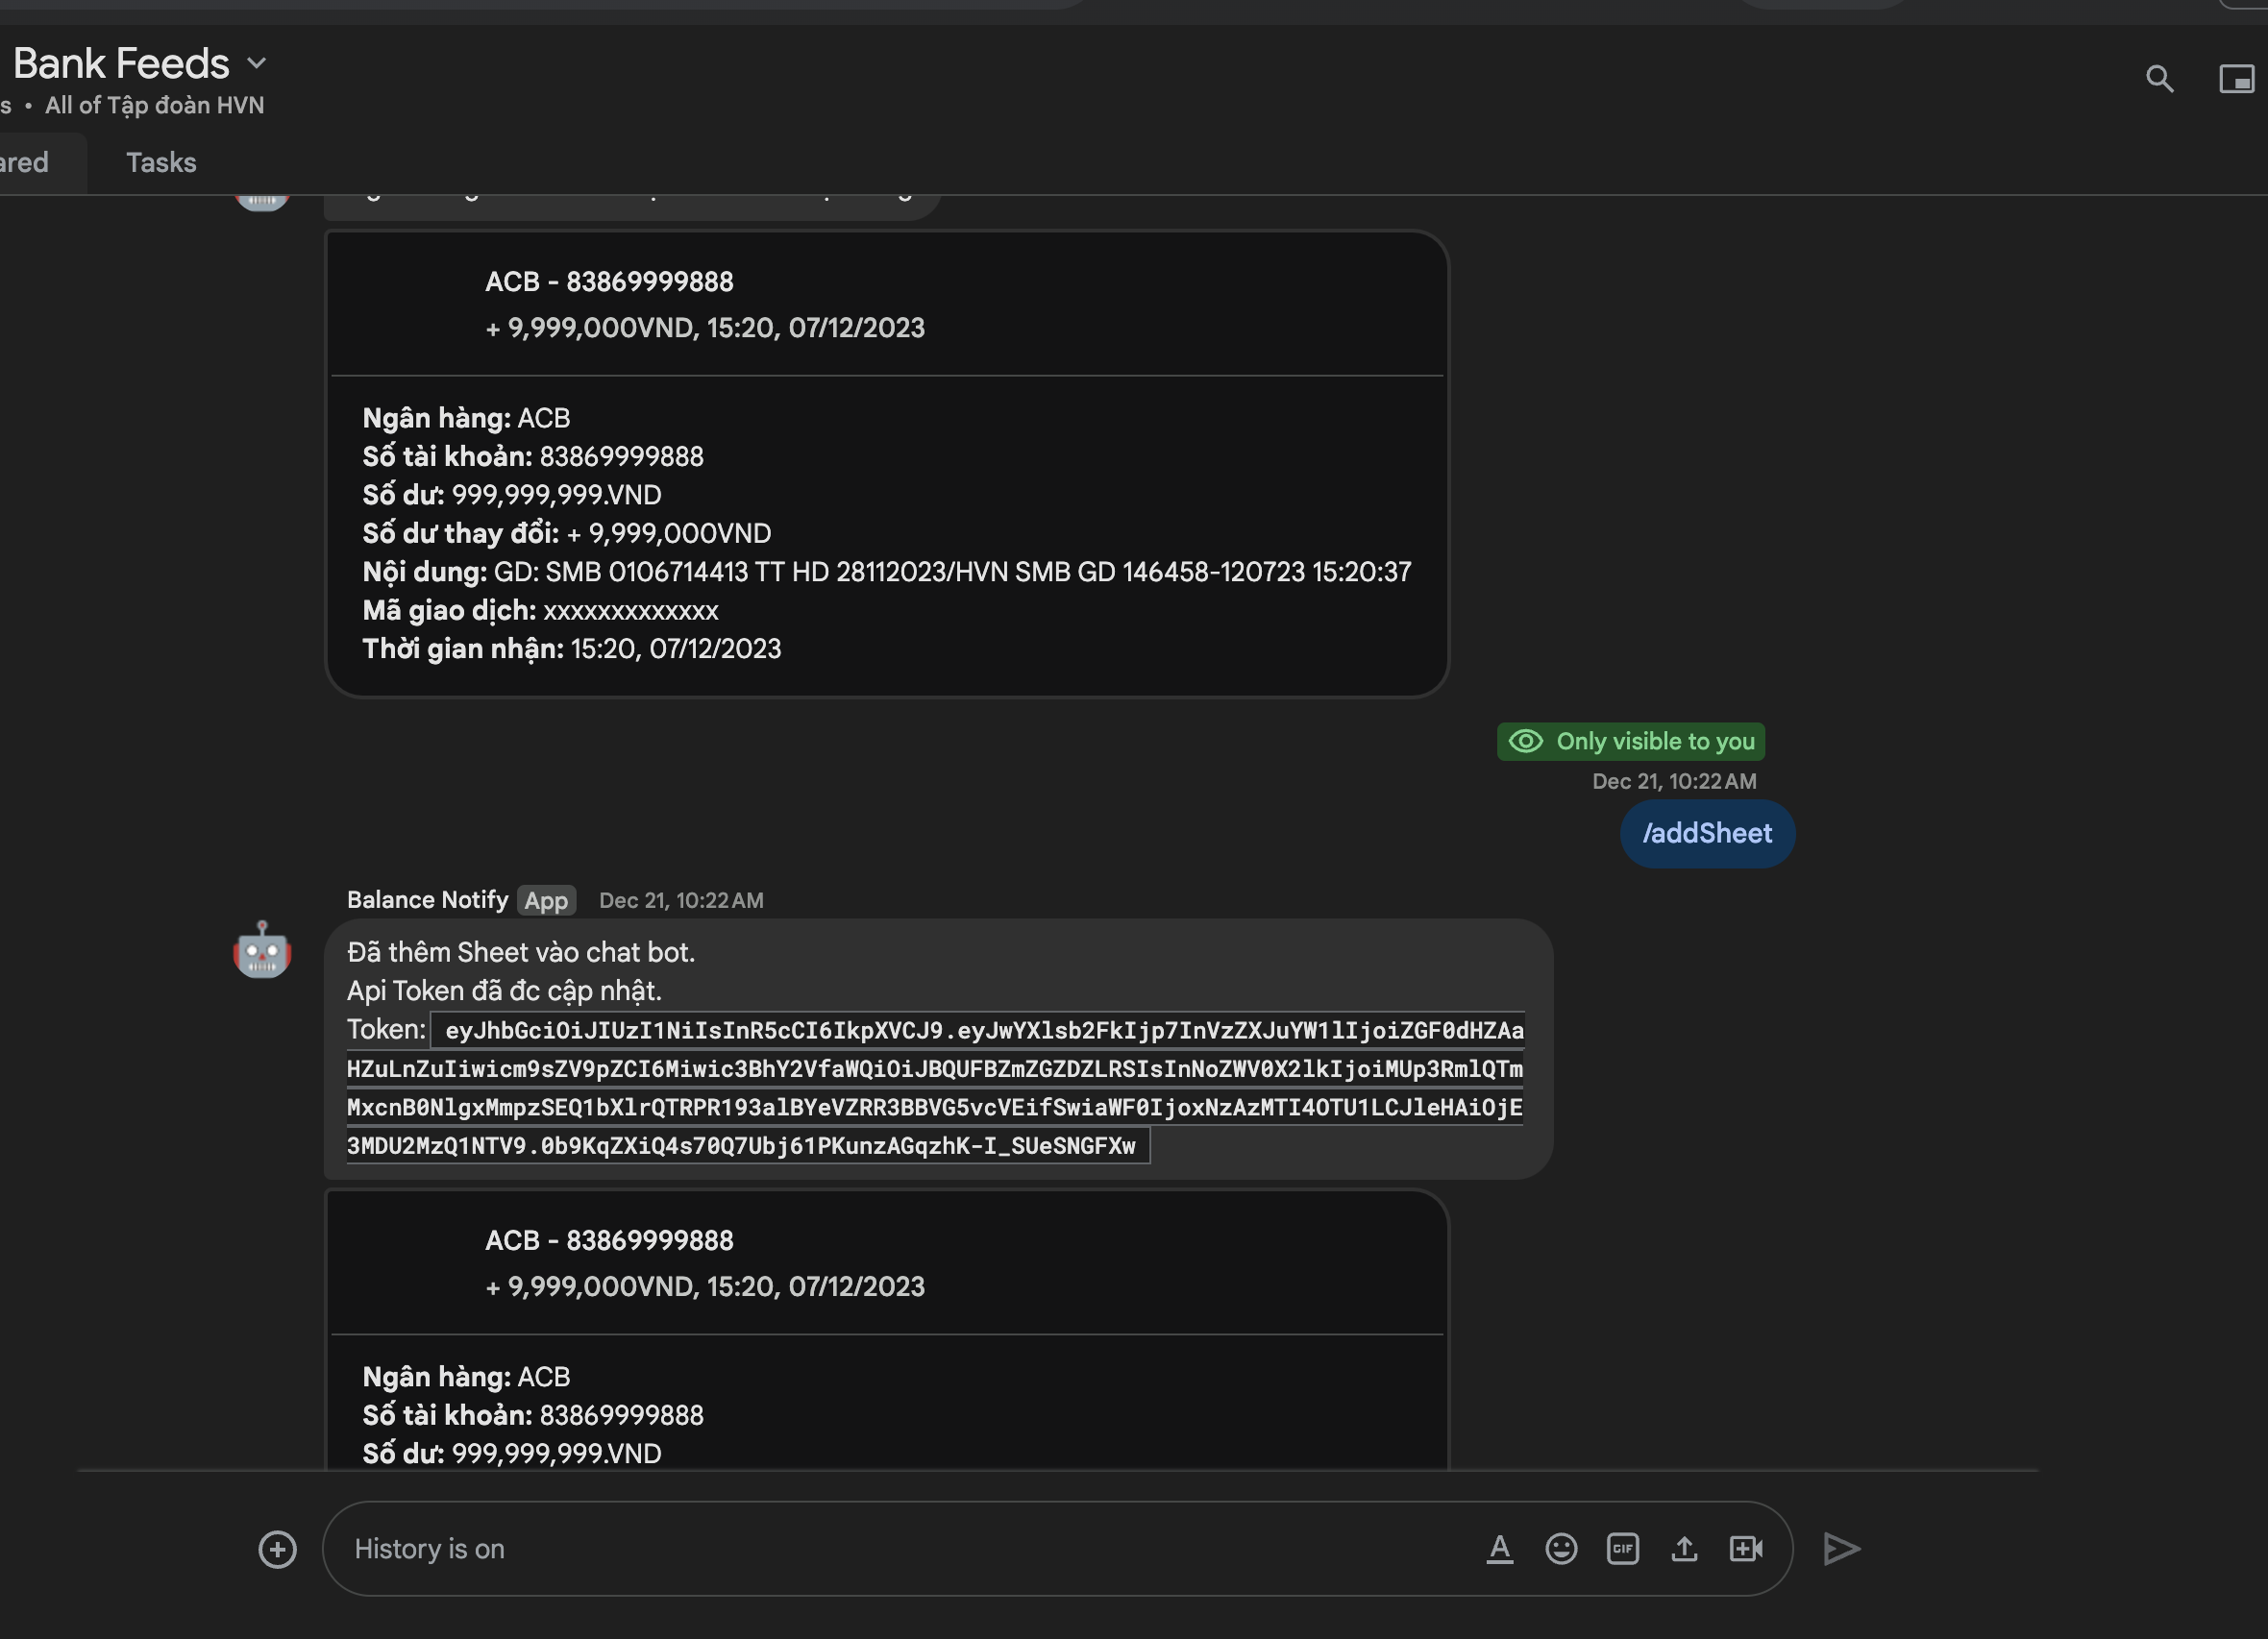 Bank Feeds
s • All of Tập đoàn HVN
ared
Tasks
ACB - 83869999888
+ 9,999,000VND, 15:20, 07/12/2023
Ngân hàng: ACB
Số tài khoản: 83869999888
Số dư: 999,999,999.VND
Số dư thay đổi: + 9,999,000VND
Nội dung: GD: SMB 0106714413 TT HD 28112023/HVN SMB GD 146458-120723 15:20:37
Mã giao dịch: xxxxxxxxxxxxx
Thời gian nhận: 15:20, 07/12/2023
Only visible to you
Dec 21, 10:22 AM
/addSheet
Balance Notify App Dec 21, 10:22 AM
Đã thêm Sheet vào chat bot.
Api Token đã đc cập nhật.
Token: eyJhbGciOiJIUzI1NiIsInR5cCI6IkpXVCJ9.eyJwYXlsb2FkIjp7InVzZXJuYW1lIjoiZGF0dHZAa
HZuLnZuIiwicm9sZV9pZCI6Miwic3BhY2VfaWQiOiJBQUFBZmZGZDZLRSIsInNoZWV0X2lkIjoiMUp3RmlQTm
MxcnB0NlgxMmpzSEQ1bXlrQTRPR193alBYeVZRR3BBVG5vcVEifSwiaWF0IjoxNzAzMTI4OTU1LCJleHAiOjE
3MDU2MzQ1NTV9.0b9KqZXiQ4s70Q7Ubj61PKunzAGqzhK-I_SUeSNGFXw
ACB - 83869999888
+ 9,999,000VND, 15:20, 07/12/2023
Ngân hàng: ACB
Số tài khoản: 83869999888
Số dư: 999,999,999.VND
History is on
GIF